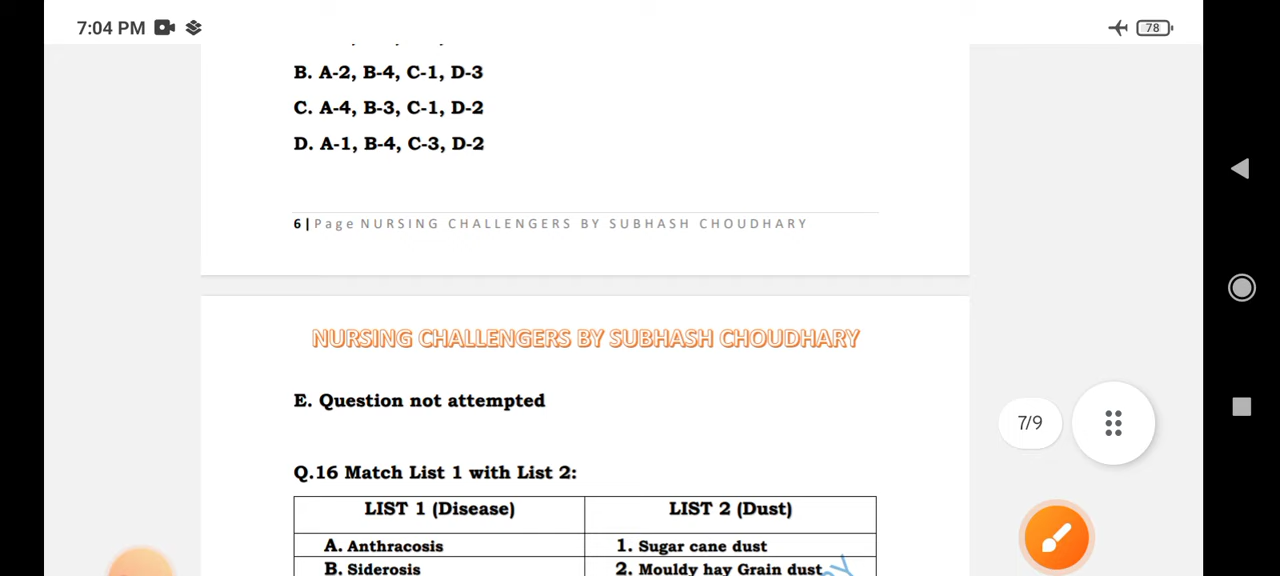 7:04 PM
78
B. A-2, B-4, C-1, D-3
C. A-4, B-3, C-1, D-2
D. A-1, B-4, C-3, D-2
6|Page NURSING CHALLENGERS BY SUBHASH CHOUDHARY
NURSING CHALLENGERS BY SUBHASH CHOUDHARY
E. Question not attempted
7/9
Q.16 Match List 1 with List 2:
LIST 1 (Disease) LIST 2 (Dust)
A. Anthracosis 1. Sugar cane dust
B. Siderosis 2. Mouldy hay Grain dust